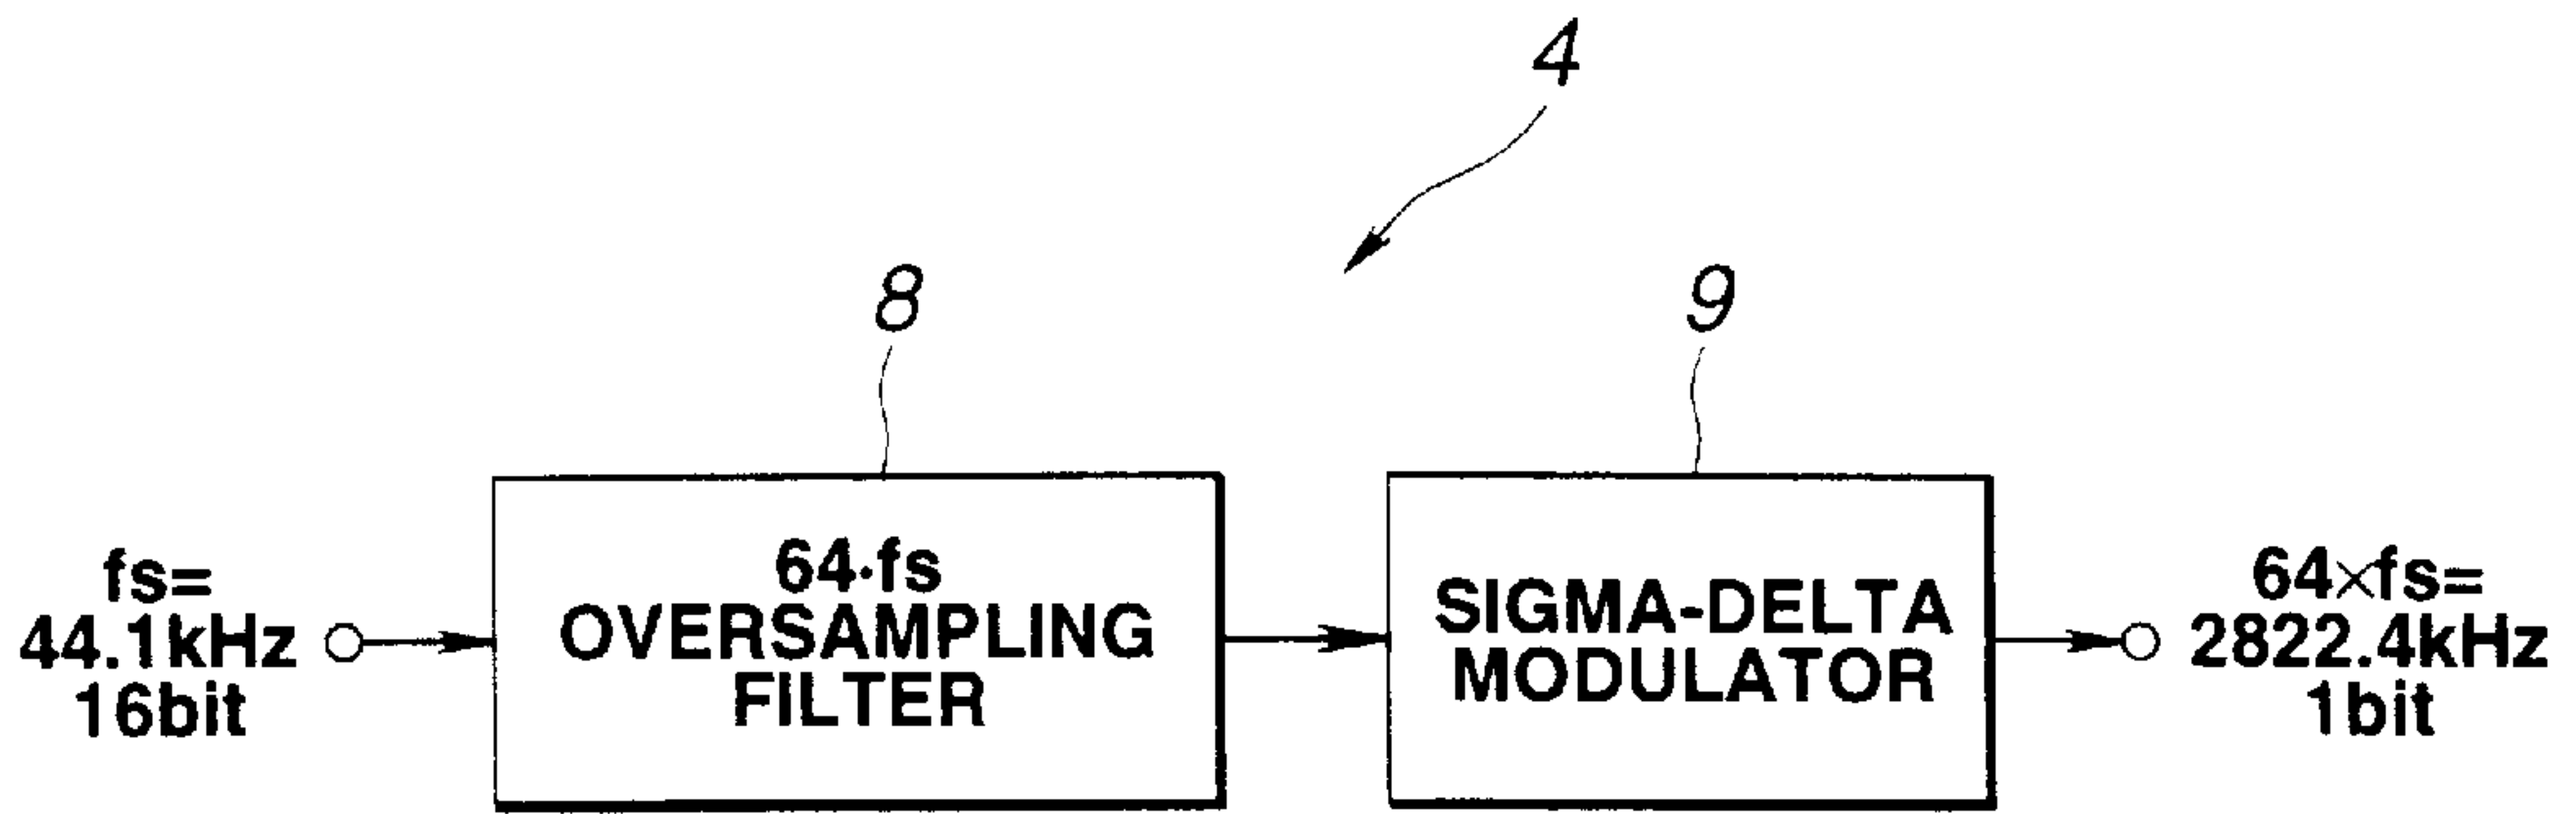 4
8
9
fs=
44.1kHz
16bit
64·fs
OVERSAMPLING
FILTER
SIGMA-DELTA
MODULATOR
64×fs=
2822.4kHz
1bit